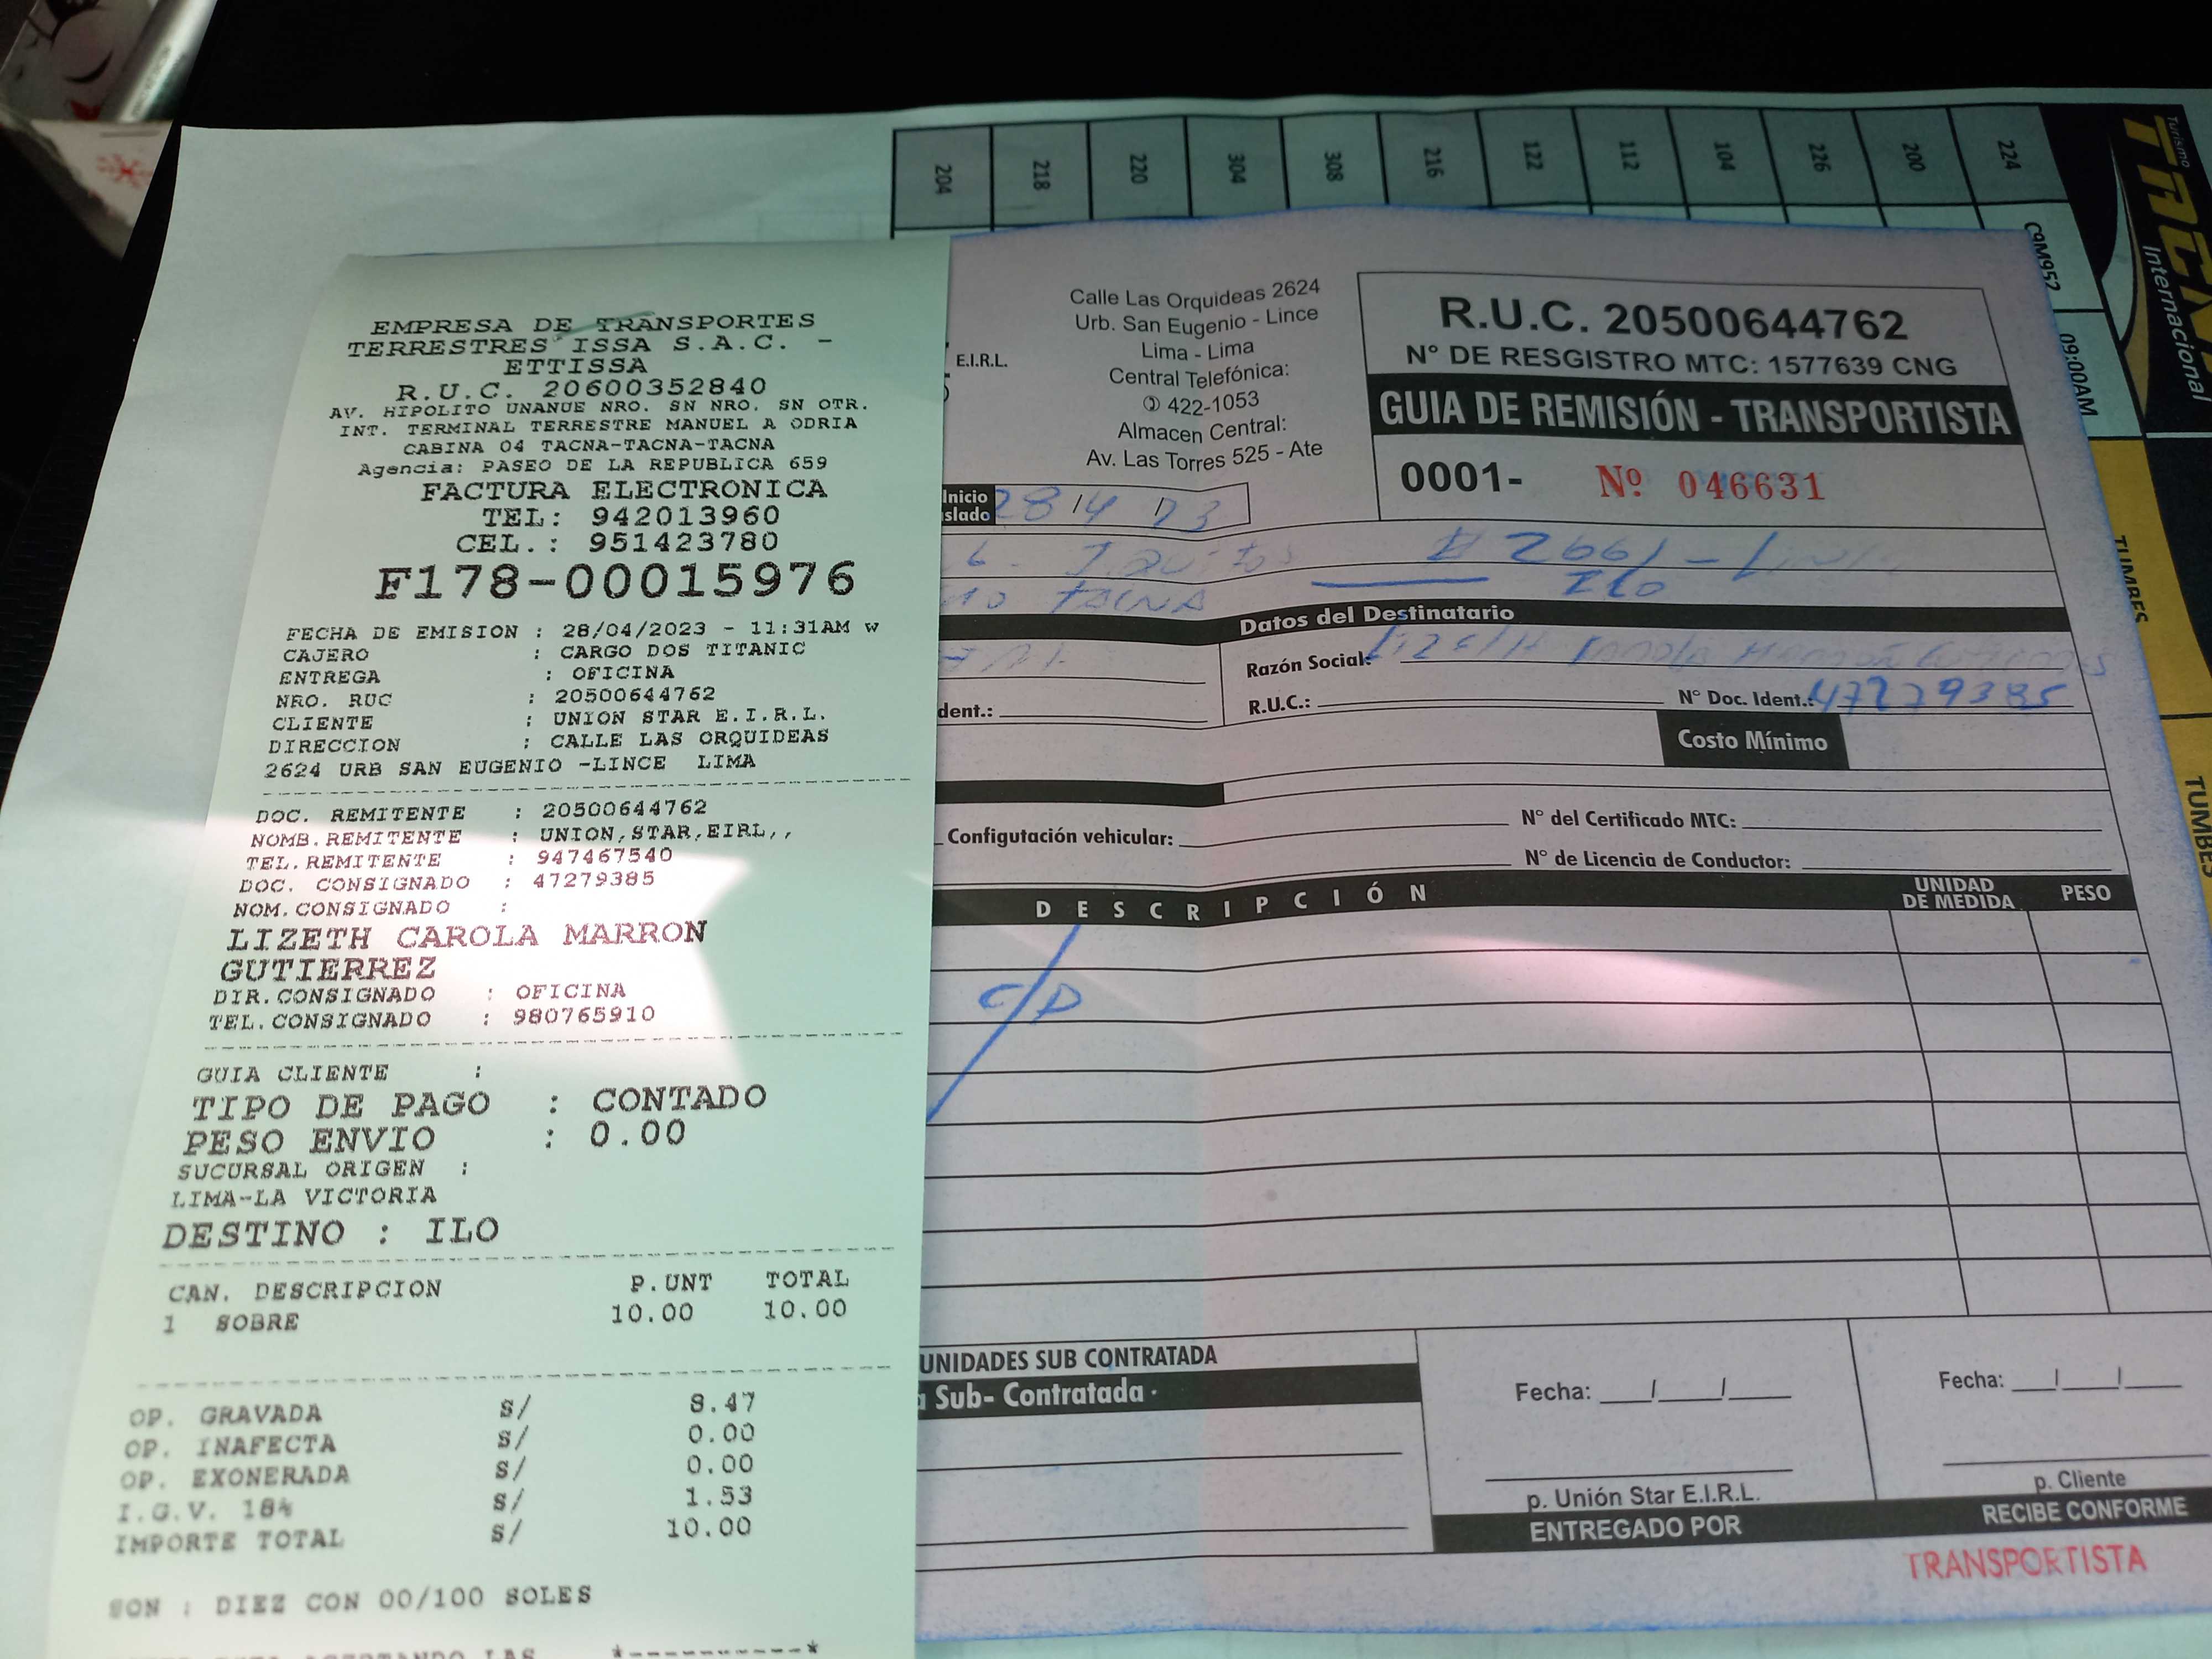 EMPRESA DE TRANSPORTES
TERRESTRES ISSA S.A.C. -
ETTISSA
R.U.C. 20600352840
AV. HIPOLITO UNANUE NRO. SN NRO. SN OTR.
INT. TERMINAL TERRESTRE MANUEL A ODRIA
CABINA 04 TACNA-TACNA-TACNA
Agencia: PASEO DE LA REPUBLICA 659
FACTURA ELECTRONICA
TEL: 942013960
CEL.: 951423780
F178-00015976
FECHA DE EMISION : 28/04/2023 - 11:31AM w
CAJERO : CARGO DOS TITANIC
ENTREGA : OFICINA
NRO. RUC : 20500644762
CLIENTE : UNION STAR E.I.R.L.
DIRECCION : CALLE LAS ORQUIDEAS
2624 URB SAN EUGENIO -LINCE LIMA
DOC. REMITENTE : 20500644762
NOMB.REMITENTE : UNION,STAR,EIRL,,
TEL.REMITENTE : 947467540
DOC. CONSIGNADO : 47279385
NOM.CONSIGNADO :
LIZETH CAROLA MARRON
GUTIERREZ
DIR.CONSIGNADO : OFICINA
TEL.CONSIGNADO : 980765910
GUIA CLIENTE :
TIPO DE PAGO : CONTADO
PESO ENVIO : 0.00
SUCURSAL ORIGEN :
LIMA-LA VICTORIA
DESTINO : ILO
CAN. DESCRIPCION P.UNT TOTAL
1 SOBRE 10.00 10.00
OP. GRAVADA S/ 8.47
OP. INAFECTA S/ 0.00
OP. EXONERADA S/ 0.00
I.G.V. 18% S/ 1.53
IMPORTE TOTAL S/ 10.00
SON : DIEZ CON 00/100 SOLES
204 218 220 304 308 216 122 112 104 226 200 224
C9M952
09:00AM
TUMBES
TUMBES
Turismo
Internacional
E.I.R.L.
Calle Las Orquideas 2624
Urb. San Eugenio - Lince
Lima - Lima
Central Telefónica:
422-1053
Almacen Central:
Av. Las Torres 525 - Ate
R.U.C. 20500644762
N° DE RESGISTRO MTC: 1577639 CNG
GUIA DE REMISIÓN - TRANSPORTISTA
0001- Nº 046631
Inicio
slado 28/4/23
TACNA
Datos del Destinatario
Razón Social:
dent.:
R.U.C.: N° Doc. Ident.: 47279385
Costo Mínimo
Configutación vehicular: N° del Certificado MTC:
N° de Licencia de Conductor:
DESCRIPCIÓN UNIDAD DE MEDIDA PESO
UNIDADES SUB CONTRATADA
Sub- Contratada
Fecha: / /
p. Unión Star E.I.R.L.
ENTREGADO POR
Fecha: / /
p. Cliente
RECIBE CONFORME
TRANSPORTISTA